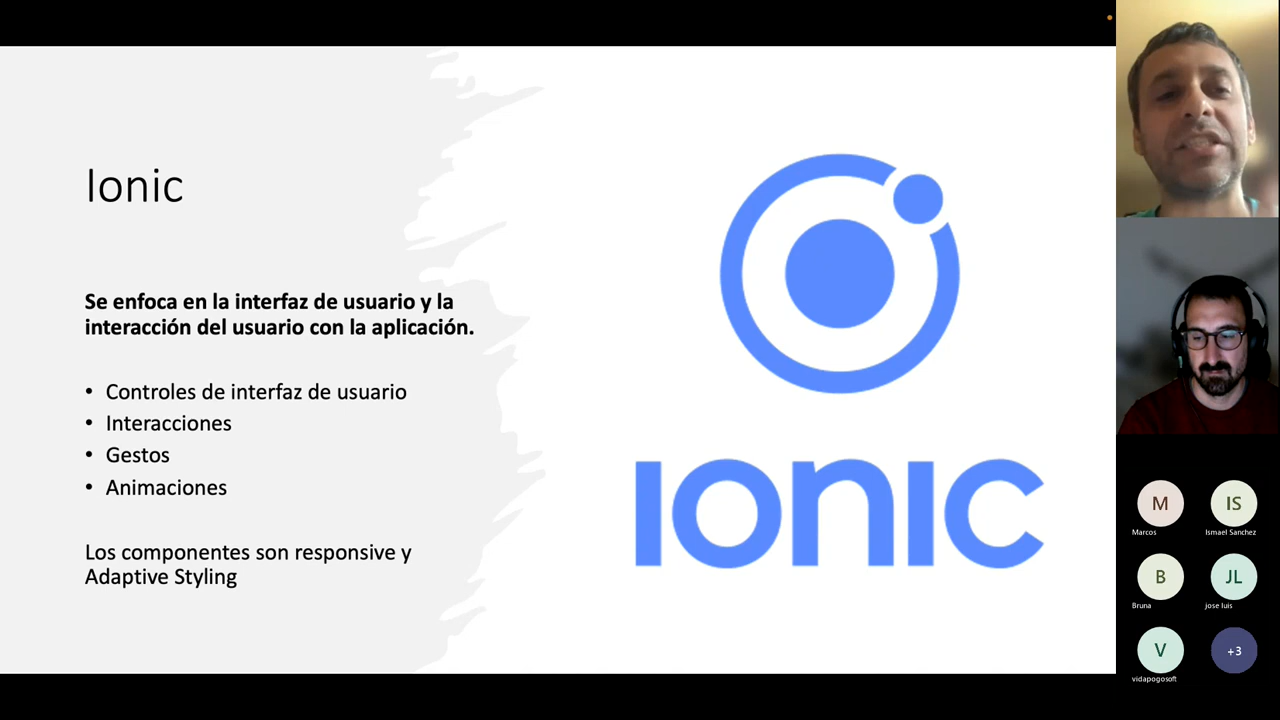 Ionic
Se enfoca en la interfaz de usuario y la
interacción del usuario con la aplicación.
• Controles de interfaz de usuario
• Interacciones
• Gestos
• Animaciones
Los componentes son responsive y
Adaptive Styling
IONIC
M
Marcos
IS
Ismael Sanchez
B
Bruna
JL
jose luis
V
vidapogosoft
+3